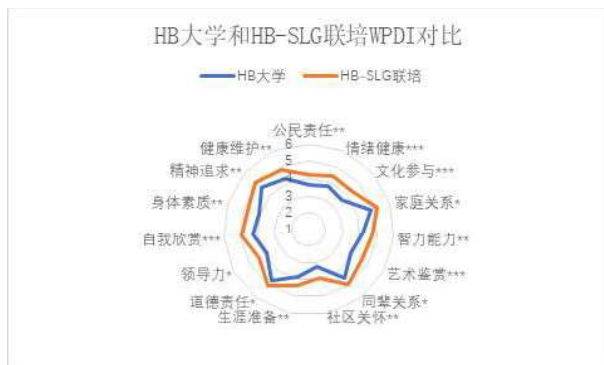 HB大学和HB-SLG联培WPDI对比
HB大学 HB-SLG联培
公民责任**
健康维护** 情绪健康***
精神追求** 文化参与***
身体素质** 家庭关系*
自我欣赏*** 智力能力**
领导力* 艺术鉴赏***
道德责任* 同辈关系*
生涯准备** 社区关怀**
6
5
4
3
2
1